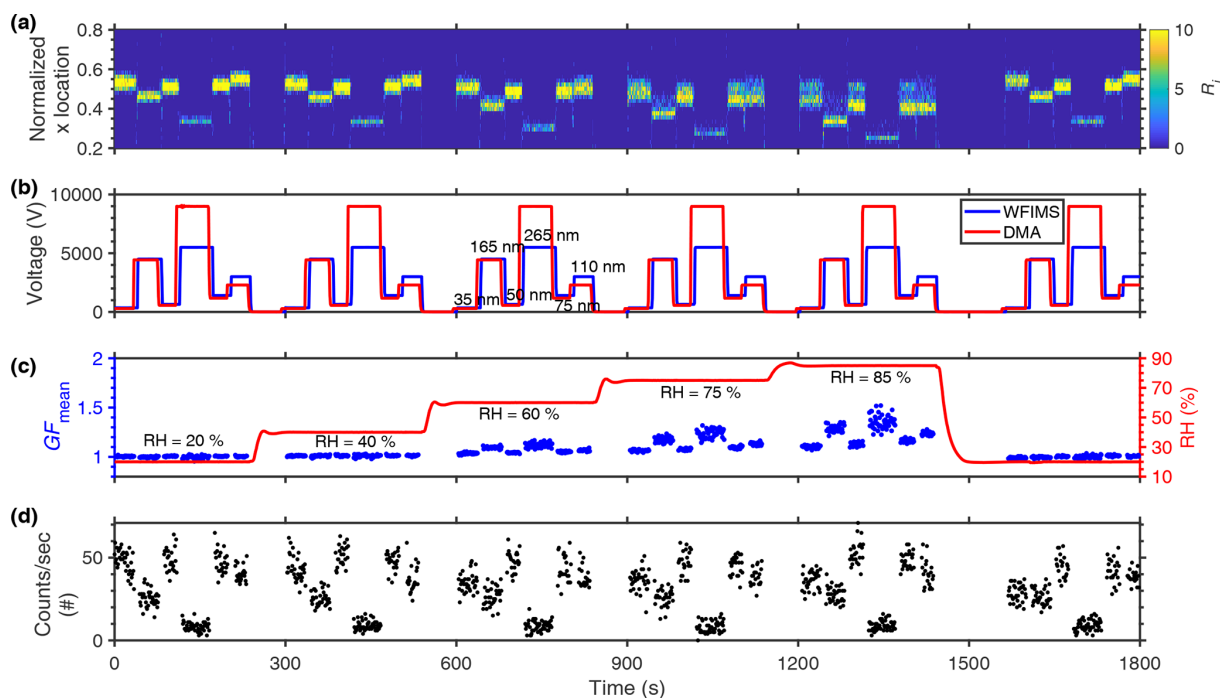 (a)
0.8
0.6
0.4
0.2
Normalized
x location
10
5
0
R_i
(b)
10000
5000
0
Voltage (V)
WFIMS
DMA
35 nm
165 nm
50 nm
265 nm
75 nm
110 nm
(c)
2
1.5
1
GF_mean
RH = 20 %
RH = 40 %
RH = 60 %
RH = 75 %
RH = 85 %
90
70
50
30
10
RH (%)
(d)
50
0
Counts/sec
(#)
0 300 600 900 1200 1500 1800
Time (s)